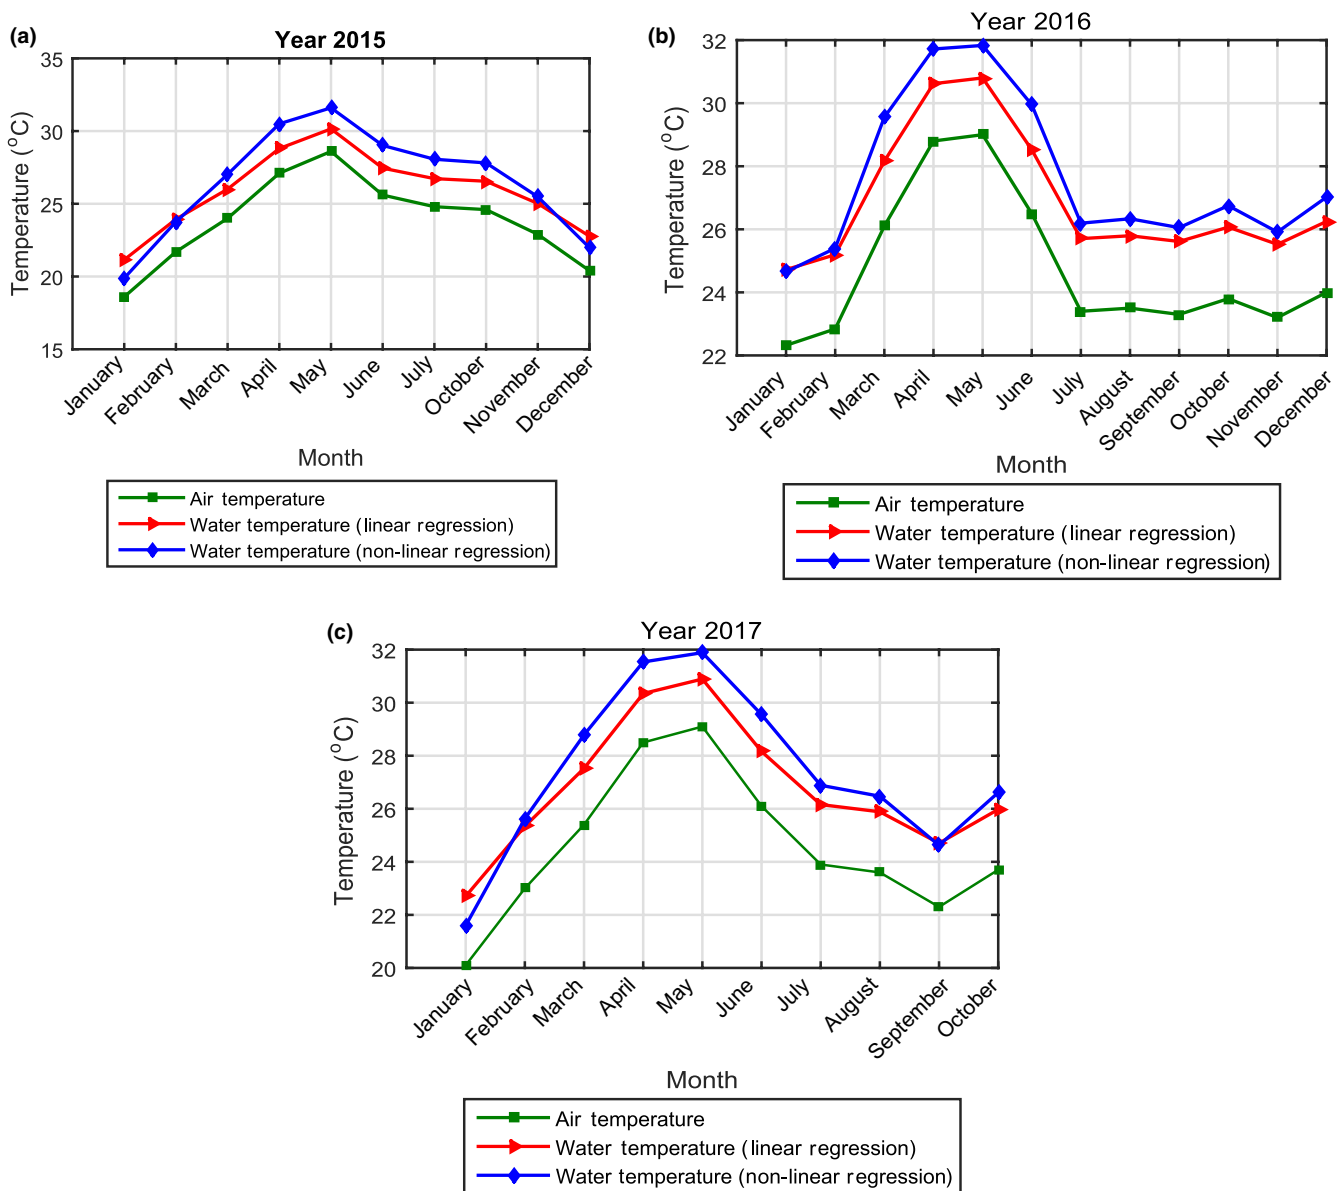 (a)
Year 2015
Temperature (°C)
35
30
25
20
15
January
February
March
April
May
June
July
October
November
December
Month
Air temperature
Water temperature (linear regression)
Water temperature (non-linear regression)
(b)
Year 2016
Temperature (°C)
32
30
28
26
24
22
January
February
March
April
May
June
July
August
September
October
November
December
Month
Air temperature
Water temperature (linear regression)
Water temperature (non-linear regression)
(c)
Year 2017
Temperature (°C)
32
30
28
26
24
22
20
January
February
March
April
May
June
July
August
September
October
Month
Air temperature
Water temperature (linear regression)
Water temperature (non-linear regression)